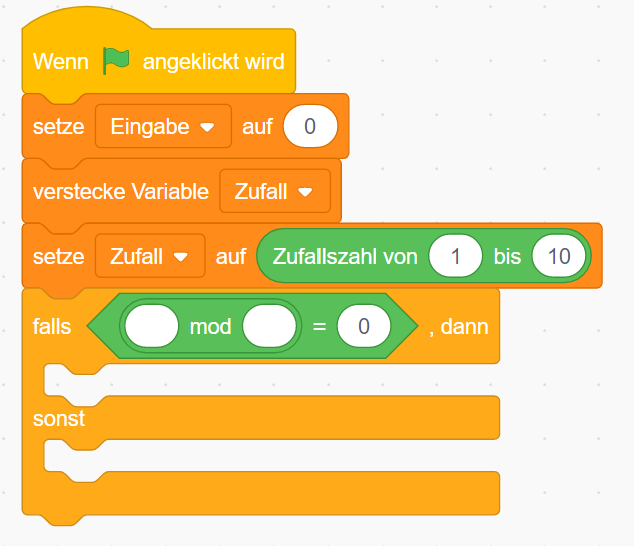 Wenn angeklickt wird
setze Eingabe auf 0
verstecke Variable Zufall
setze Zufall auf Zufallszahl von 1 bis 10
falls mod = 0 , dann
sonst